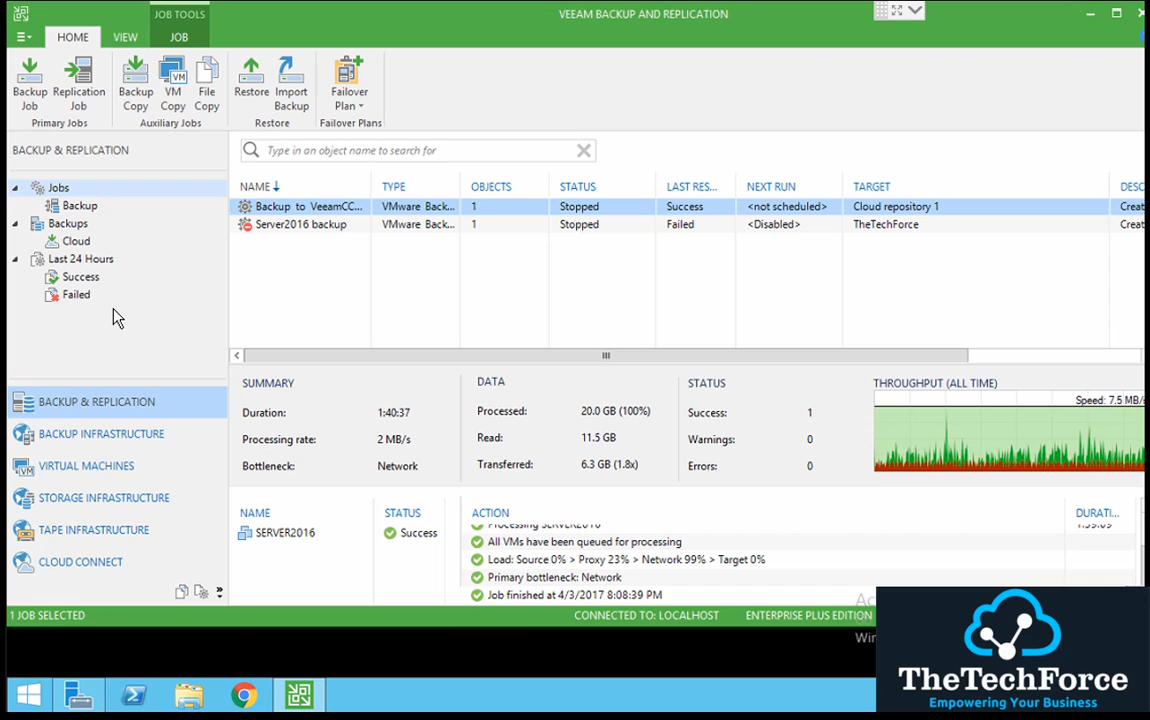 JOB TOOLS
VEEAM BACKUP AND REPLICATION
HOME VIEW JOB
Backup Job
Replication Job
Backup Copy
VM Copy
File Copy
Restore
Import Backup
Failover Plan
Primary Jobs
Auxiliary Jobs
Restore
Failover Plans
BACKUP & REPLICATION
Jobs
Backup
Backups
Cloud
Last 24 Hours
Success
Failed
BACKUP & REPLICATION
BACKUP INFRASTRUCTURE
VIRTUAL MACHINES
STORAGE INFRASTRUCTURE
TAPE INFRASTRUCTURE
CLOUD CONNECT
Type in an object name to search for
NAME TYPE OBJECTS STATUS LAST RES... NEXT RUN TARGET DESC
Backup to VeeamCC... VMware Back... 1 Stopped Success <not scheduled> Cloud repository 1 Creat
Server2016 backup VMware Back... 1 Stopped Failed <Disabled> TheTechForce Creat
SUMMARY
Duration: 1:40:37
Processing rate: 2 MB/s
Bottleneck: Network
DATA
Processed: 20.0 GB (100%)
Read: 11.5 GB
Transferred: 6.3 GB (1.8x)
STATUS
Success: 1
Warnings: 0
Errors: 0
THROUGHPUT (ALL TIME)
Speed: 7.5 MB/
NAME STATUS ACTION DURATI...
SERVER2016 Success
Processing SERVER2016 1:39:09
All VMs have been queued for processing
Load: Source 0% > Proxy 23% > Network 99% > Target 0%
Primary bottleneck: Network
Job finished at 4/3/2017 8:08:39 PM
1 JOB SELECTED CONNECTED TO: LOCALHOST ENTERPRISE PLUS EDITION
Win
TheTechForce
Empowering Your Business